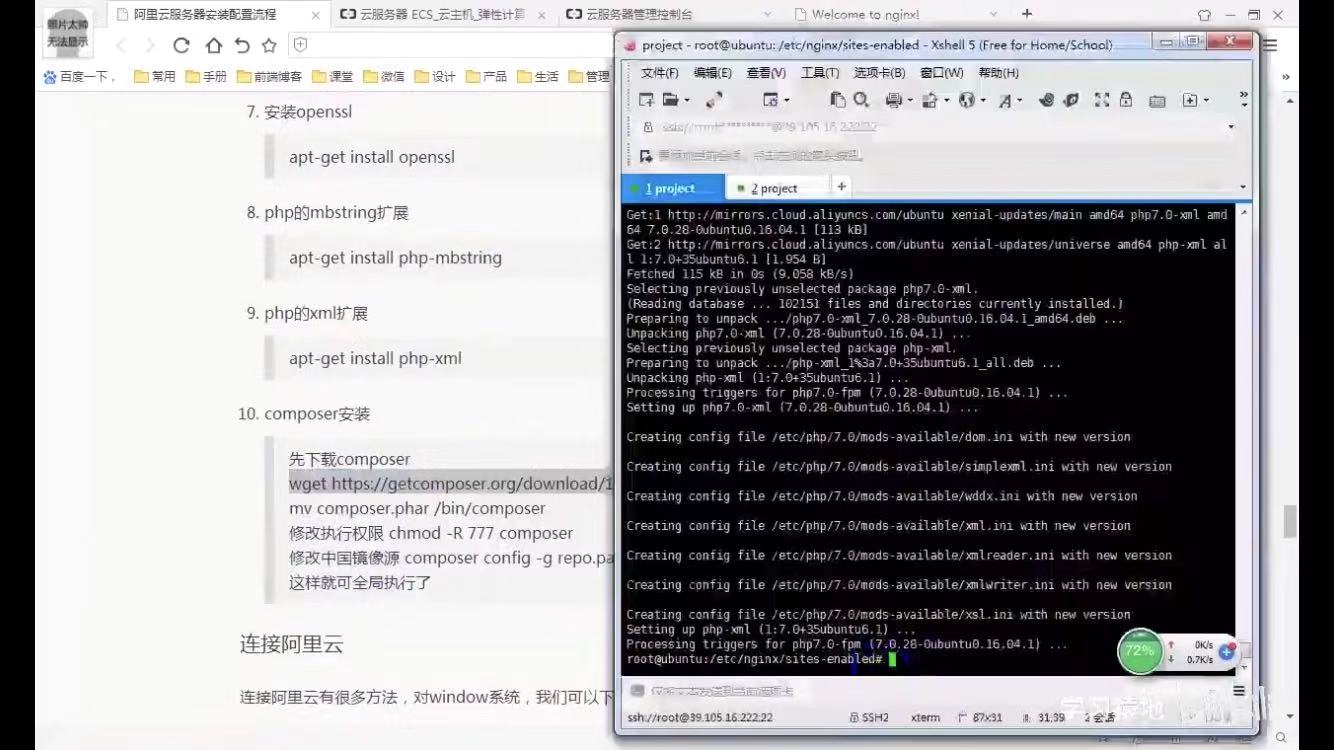 照片太帅
无法显示
阿里云服务器安装配置流程
云服务器 ECS_云主机_弹性计算
云服务器管理控制台
Welcome to nginx!
百度一下，
常用
手册
前端博客
课堂
微信
设计
产品
生活
管理
7. 安装openssl
apt-get install openssl
8. php的mbstring扩展
apt-get install php-mbstring
9. php的xml扩展
apt-get install php-xml
10. composer安装
先下载composer
wget https://getcomposer.org/download/1
mv composer.phar /bin/composer
修改执行权限 chmod -R 777 composer
修改中国镜像源 composer config -g repo.pa
这样就可全局执行了
连接阿里云
连接阿里云有很多方法，对window系统，我们可以下
project - root@ubuntu: /etc/nginx/sites-enabled - Xshell 5 (Free for Home/School)
文件(F) 编辑(E) 查看(V) 工具(T) 选项卡(B) 窗口(W) 帮助(H)
1 project
2 project
Get:1 http://mirrors.cloud.aliyuncs.com/ubuntu xenial-updates/main amd64 php7.0-xml amd
64 7.0.28-0ubuntu0.16.04.1 [113 kB]
Get:2 http://mirrors.cloud.aliyuncs.com/ubuntu xenial-updates/universe amd64 php-xml al
l 1:7.0+35ubuntu6.1 [1,954 B]
Fetched 115 kB in 0s (9,058 kB/s)
Selecting previously unselected package php7.0-xml.
(Reading database ... 102151 files and directories currently installed.)
Preparing to unpack .../php7.0-xml_7.0.28-0ubuntu0.16.04.1_amd64.deb ...
Unpacking php7.0-xml (7.0.28-0ubuntu0.16.04.1) ...
Selecting previously unselected package php-xml.
Preparing to unpack .../php-xml_1%3a7.0+35ubuntu6.1_all.deb ...
Unpacking php-xml (1:7.0+35ubuntu6.1) ...
Processing triggers for php7.0-fpm (7.0.28-0ubuntu0.16.04.1) ...
Setting up php7.0-xml (7.0.28-0ubuntu0.16.04.1) ...
Creating config file /etc/php/7.0/mods-available/dom.ini with new version
Creating config file /etc/php/7.0/mods-available/simplexml.ini with new version
Creating config file /etc/php/7.0/mods-available/wddx.ini with new version
Creating config file /etc/php/7.0/mods-available/xml.ini with new version
Creating config file /etc/php/7.0/mods-available/xmlreader.ini with new version
Creating config file /etc/php/7.0/mods-available/xmlwriter.ini with new version
Creating config file /etc/php/7.0/mods-available/xsl.ini with new version
Setting up php-xml (1:7.0+35ubuntu6.1) ...
Processing triggers for php7.0-fpm (7.0.28-0ubuntu0.16.04.1) ...
root@ubuntu:/etc/nginx/sites-enabled#
72%
0K/s
0.7K/s
仅将文本发送到当前选项卡
ssh://root@39.105.16.222:22
SSH2
xterm
87x31
31,39
2 会话
学习猿地